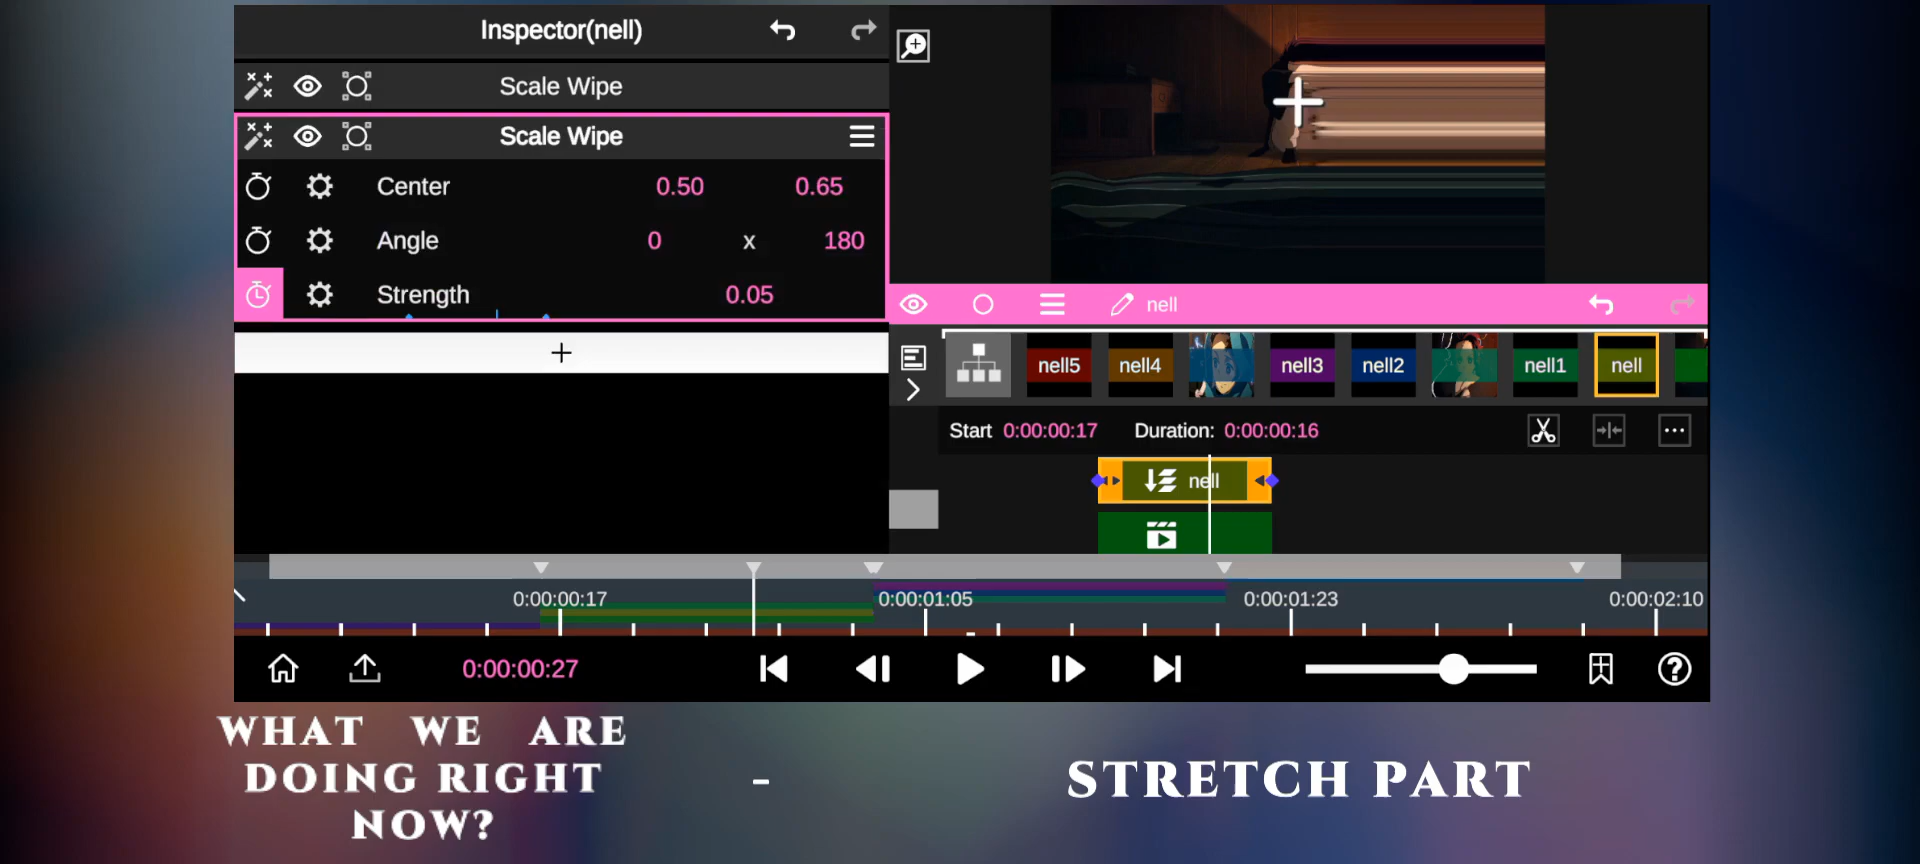 Inspector(nell)
Scale Wipe
Scale Wipe
Center 0.50 0.65
Angle 0 x 180
Strength 0.05
+
nell
nell5 nell4 nell3 nell2 nell1 nell
Start 0:00:00:17 Duration: 0:00:00:16
nell
0:00:00:17 0:00:01:05 0:00:01:23 0:00:02:10
0:00:00:27
WHAT WE ARE
DOING RIGHT
NOW?
-
STRETCH PART